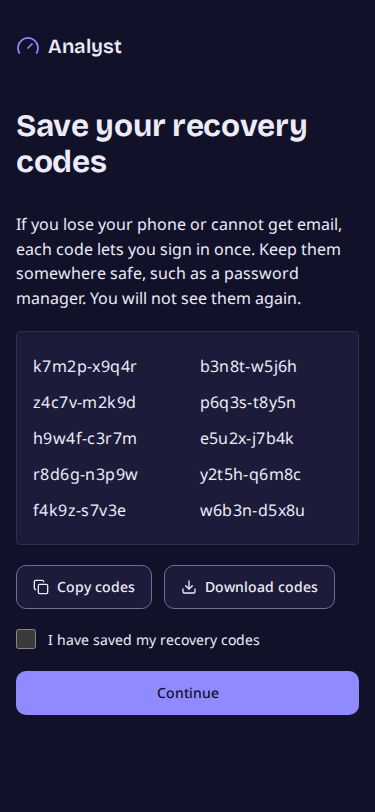 Analyst
Save your recovery
codes
If you lose your phone or cannot get email,
each code lets you sign in once. Keep them
somewhere safe, such as a password
manager. You will not see them again.
k7m2p-x9q4r b3n8t-w5j6h
z4c7v-m2k9d p6q3s-t8y5n
h9w4f-c3r7m e5u2x-j7b4k
r8d6g-n3p9w y2t5h-q6m8c
f4k9z-s7v3e w6b3n-d5x8u
Copy codes Download codes
I have saved my recovery codes
Continue